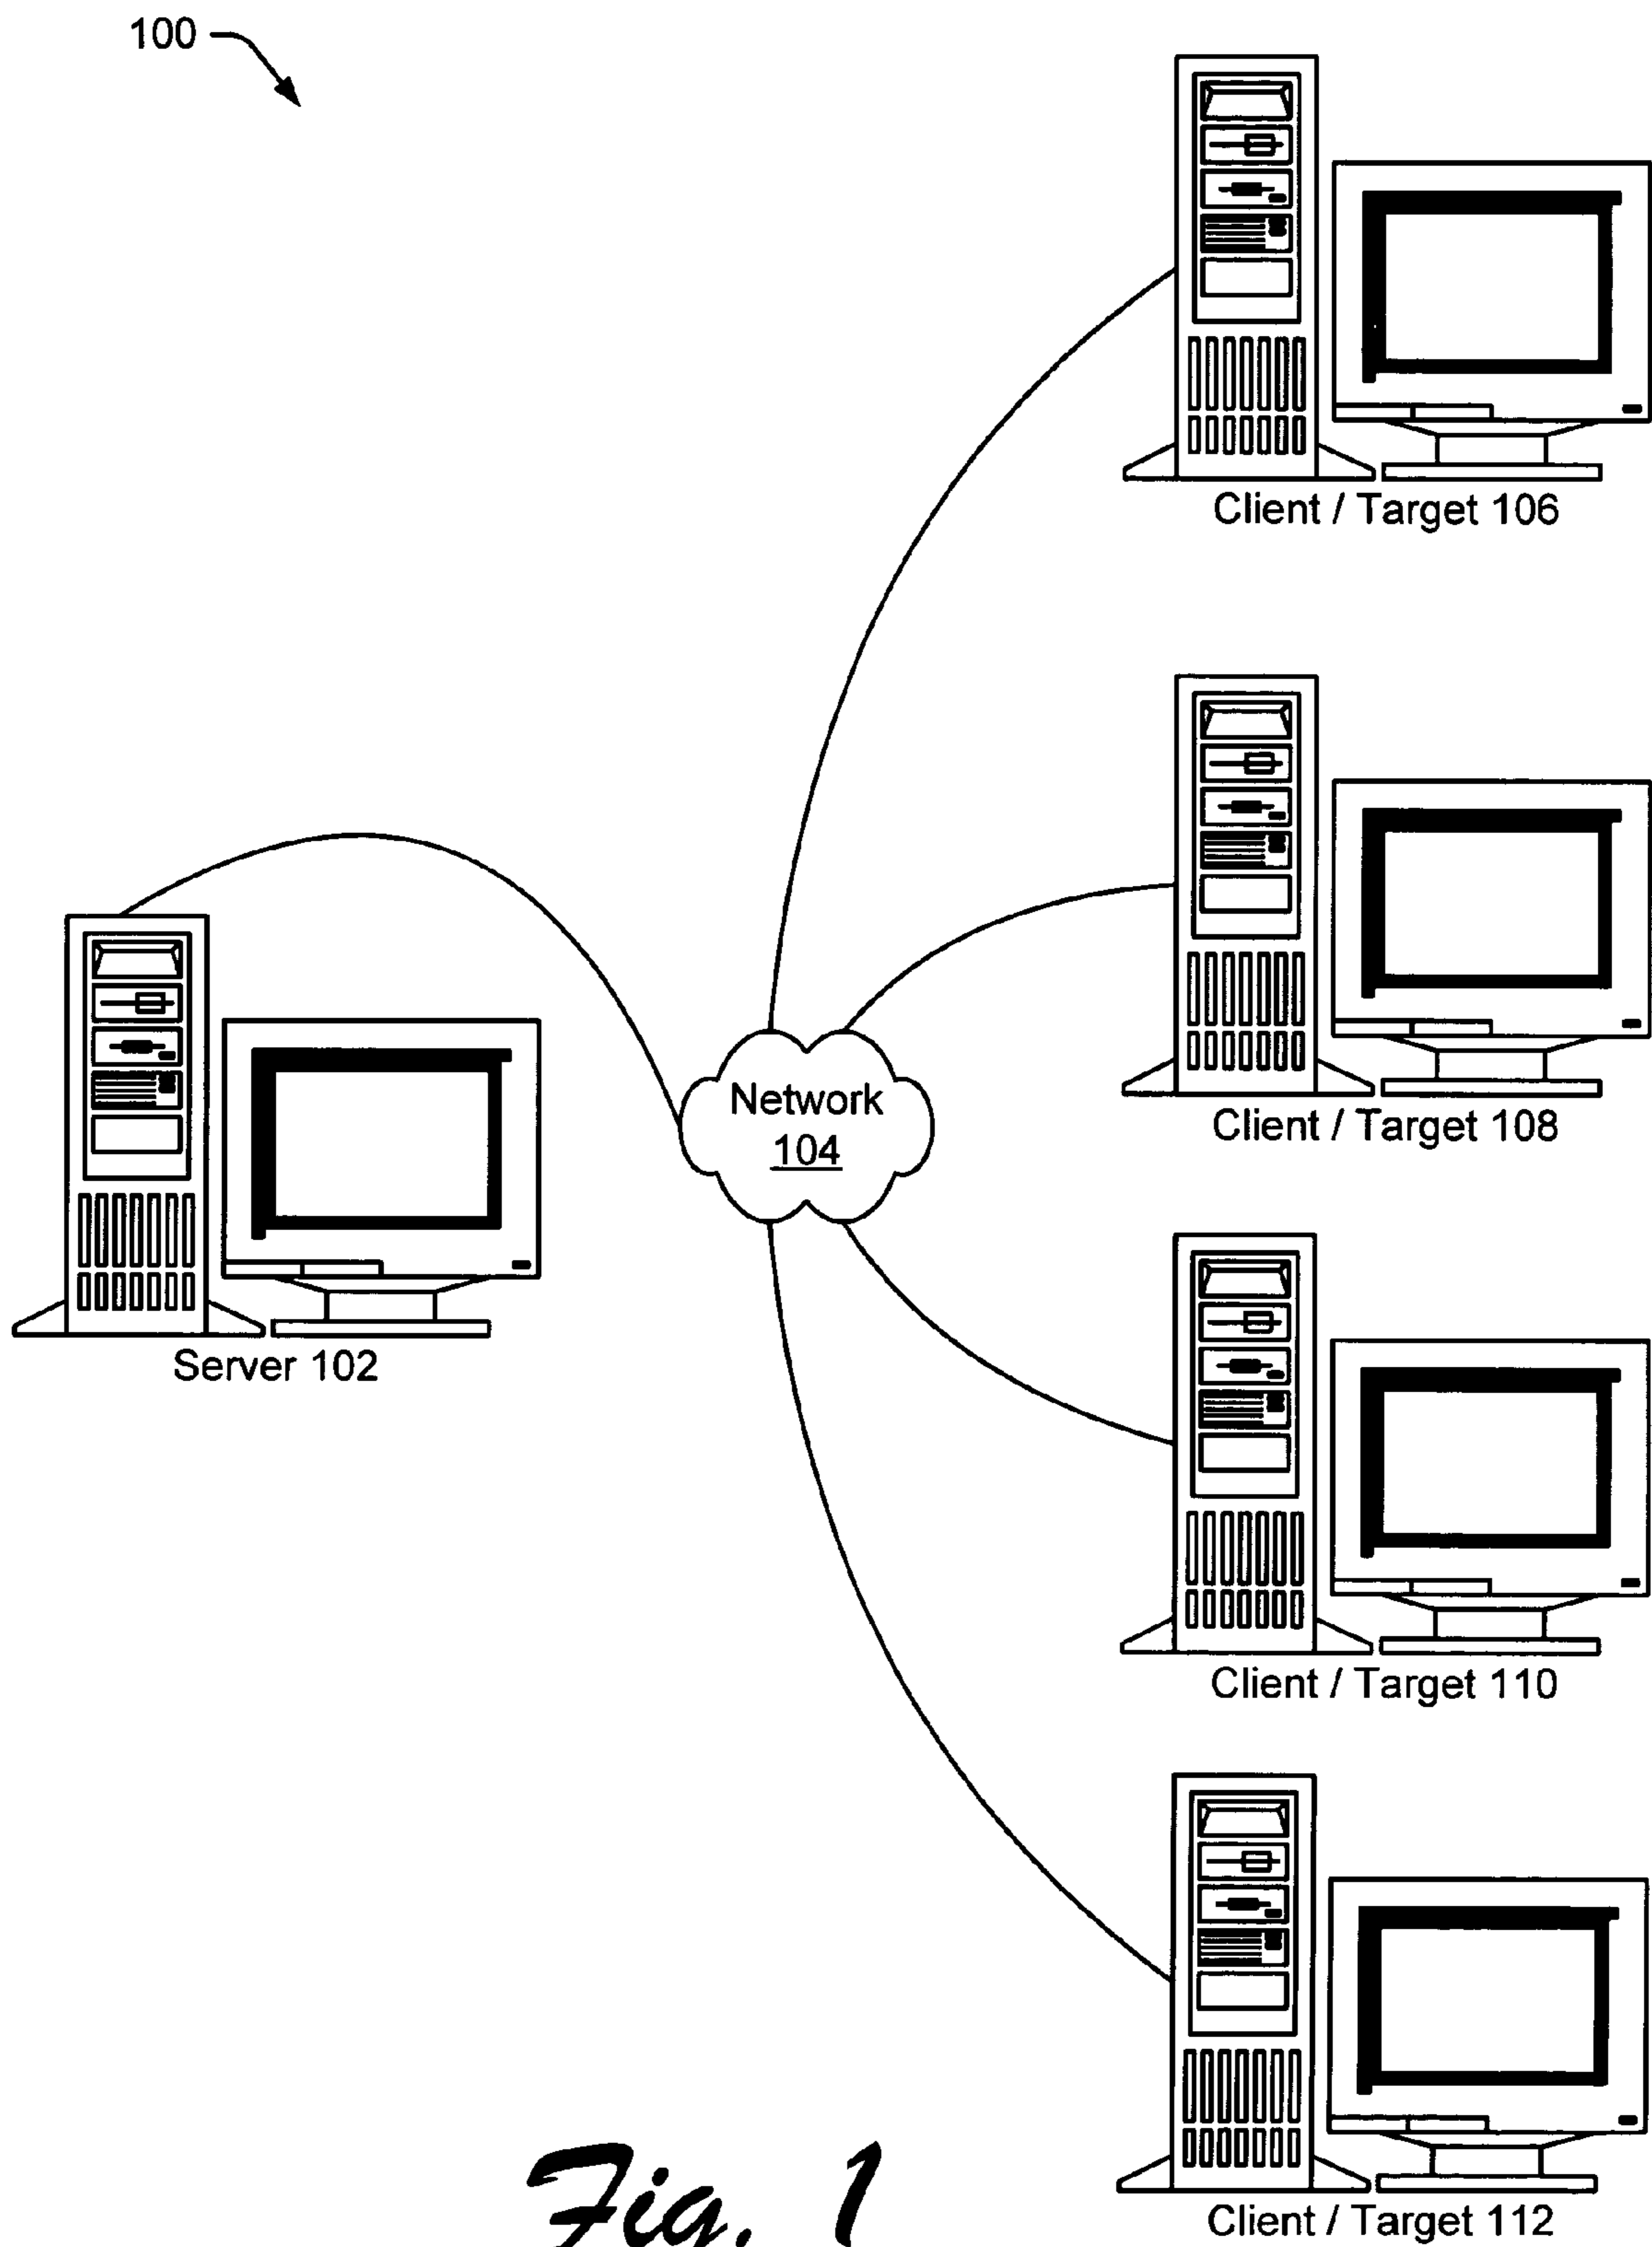 100
Client / Target 106
Client / Target 108
Network
104
Server 102
Client / Target 110
Client / Target 112
Fig. 1